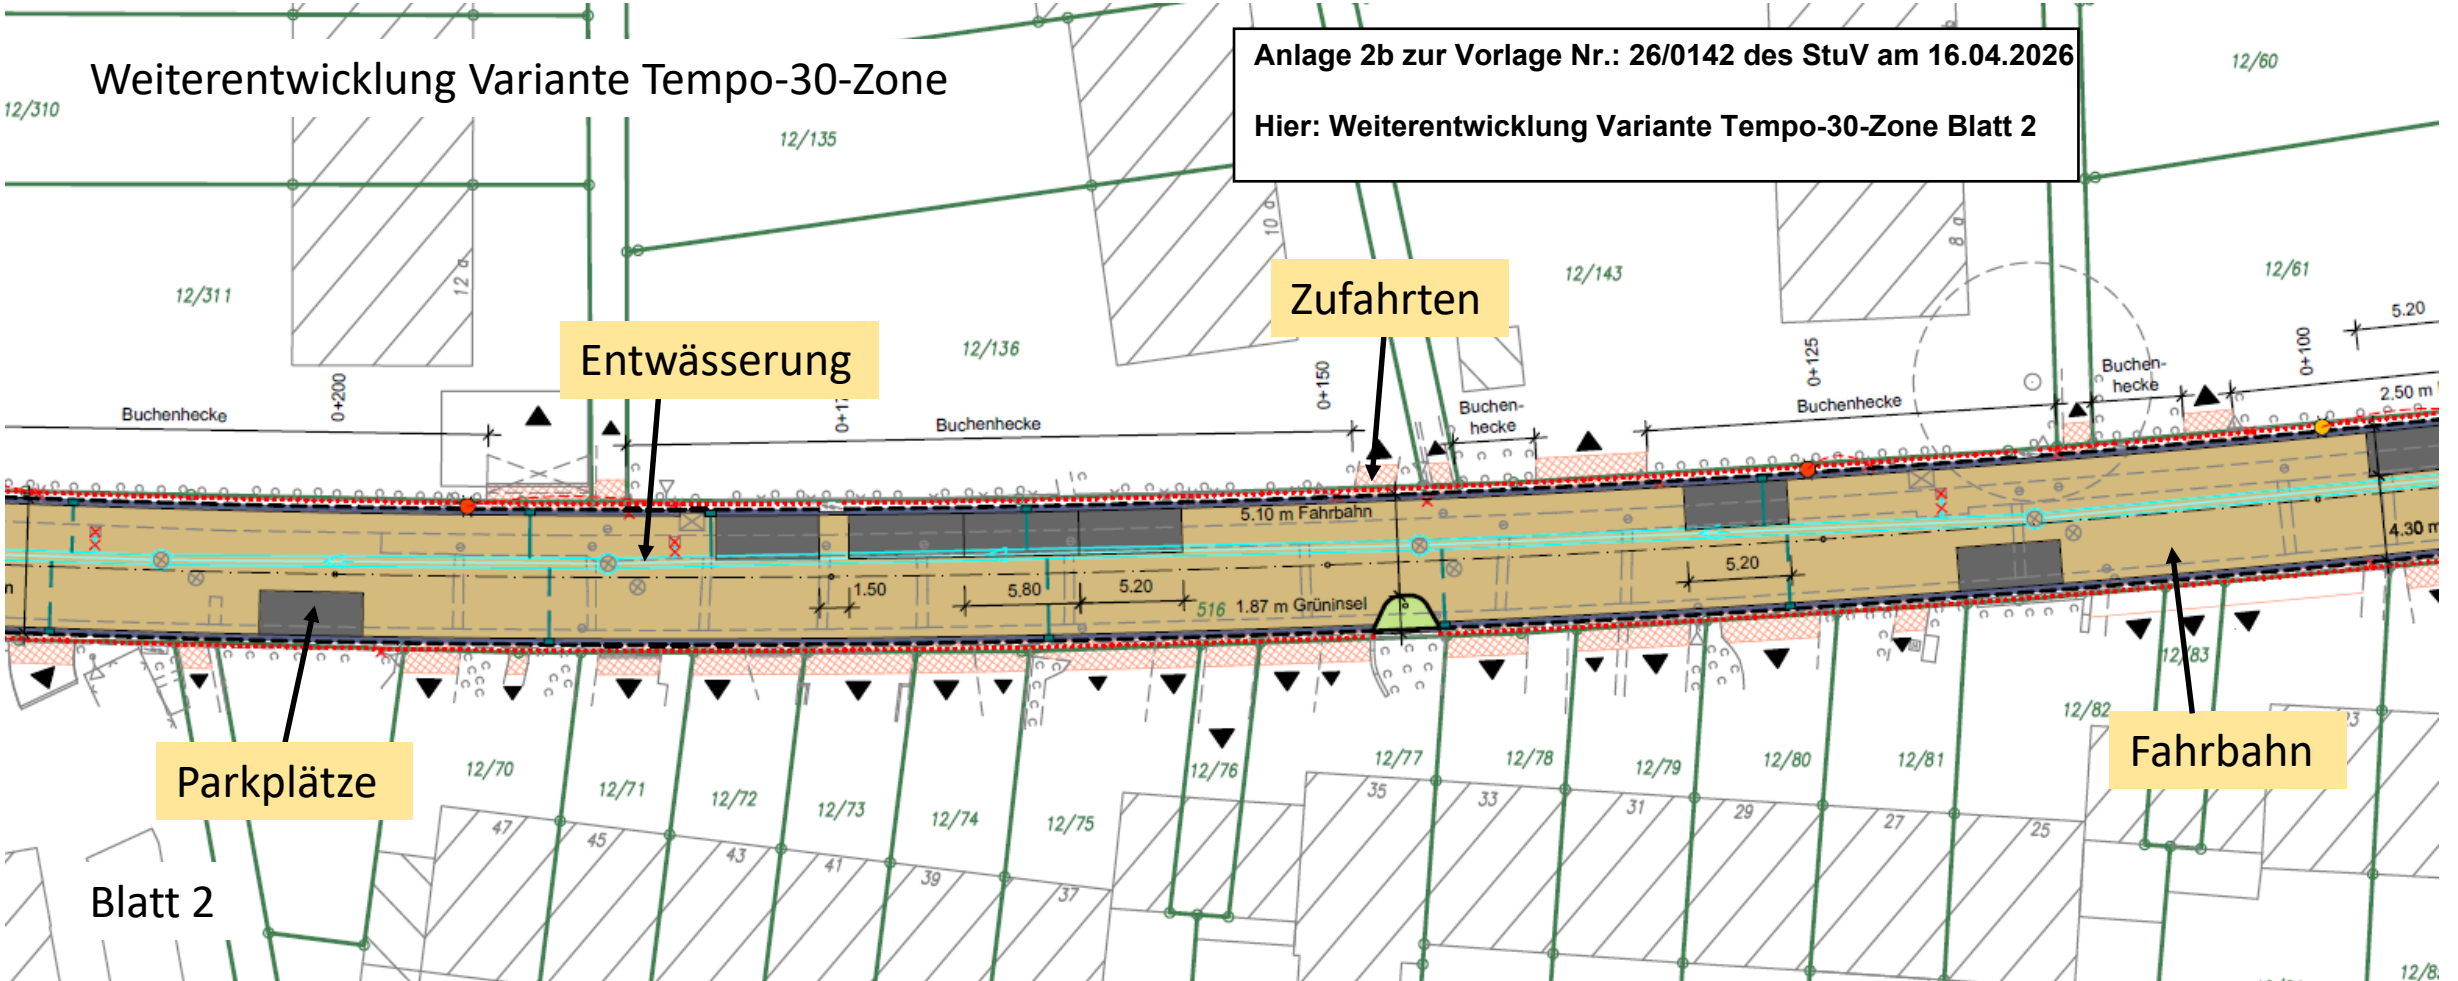 Weiterentwicklung Variante Tempo-30-Zone
Anlage 2b zur Vorlage Nr.: 26/0142 des StuV am 16.04.2026
Hier: Weiterentwicklung Variante Tempo-30-Zone Blatt 2
12/310
12/135
12/60
12/311
12 a
12/136
10 a
12/143
8 a
12/61
Entwässerung
Zufahrten
5.20
0+200
0+150
0+125
0+100
Buchenhecke
Buchenhecke
Buchen-
hecke
Buchenhecke
Buchen-
hecke
2.50 m
5.10 m Fahrbahn
4.30 m
1.50
5.80
5.20
516
1.87 m Grüninsel
5.20
Parkplätze
Fahrbahn
12/70
12/71
12/72
12/73
12/74
12/75
12/76
12/77
12/78
12/79
12/80
12/81
12/82
12/83
47
45
43
41
39
37
35
33
31
29
27
25
23
Blatt 2